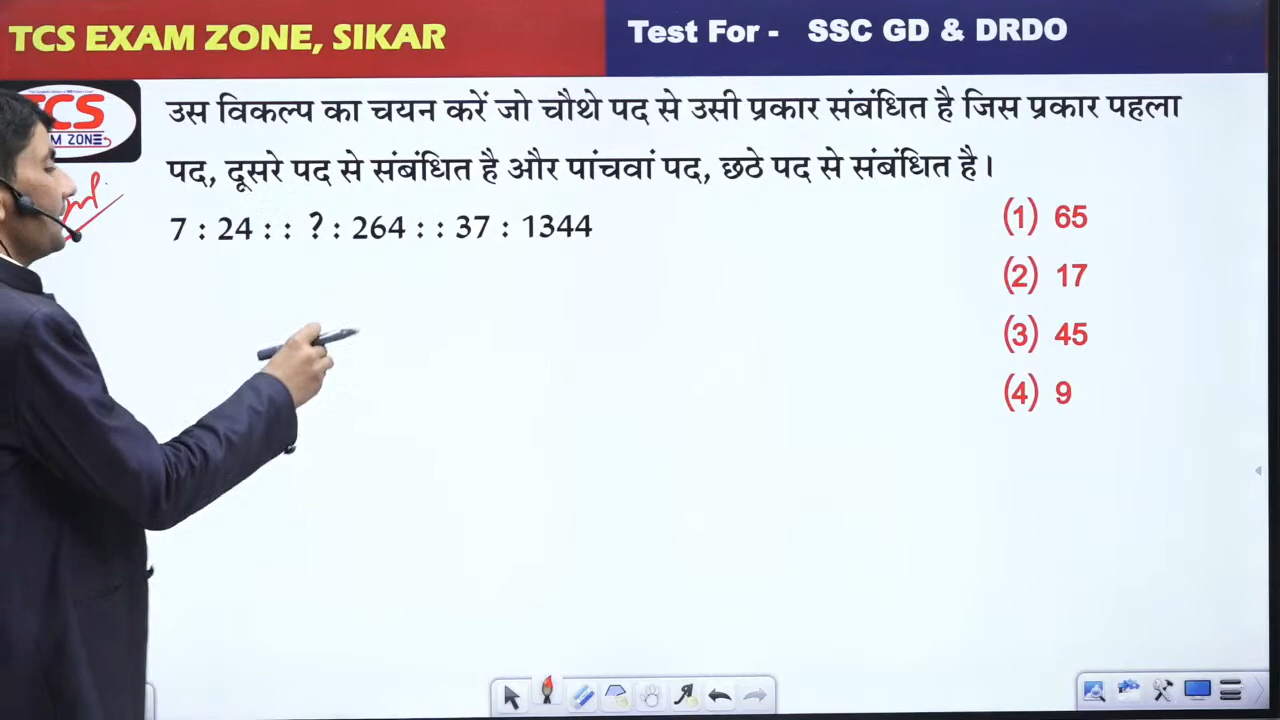 TCS EXAM ZONE, SIKAR
Test For - SSC GD & DRDO
TCS
M ZONE
उस विकल्प का चयन करें जो चौथे पद से उसी प्रकार संबंधित है जिस प्रकार पहला
पद, दूसरे पद से संबंधित है और पांचवां पद, छठे पद से संबंधित है।
7 : 24 : : ? : 264 : : 37 : 1344
(1) 65
(2) 17
(3) 45
(4) 9